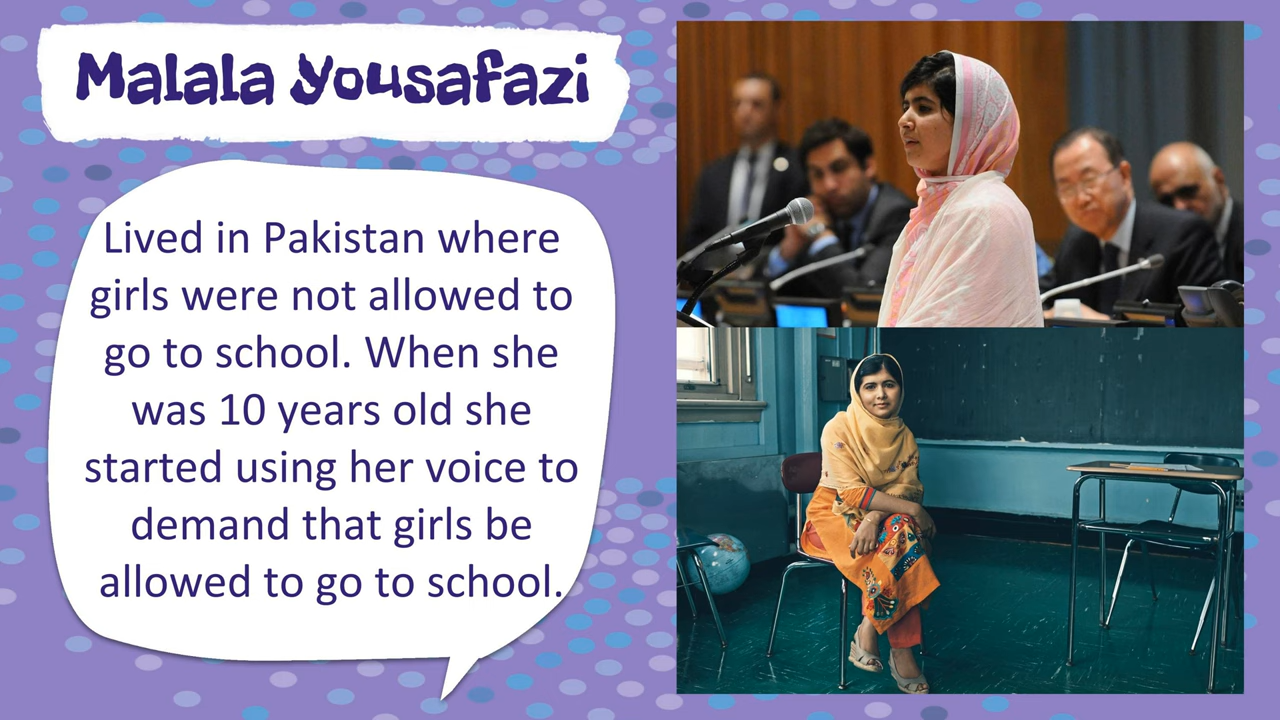 Malala Yousafazi
Lived in Pakistan where
girls were not allowed to
go to school. When she
was 10 years old she
started using her voice to
demand that girls be
allowed to go to school.